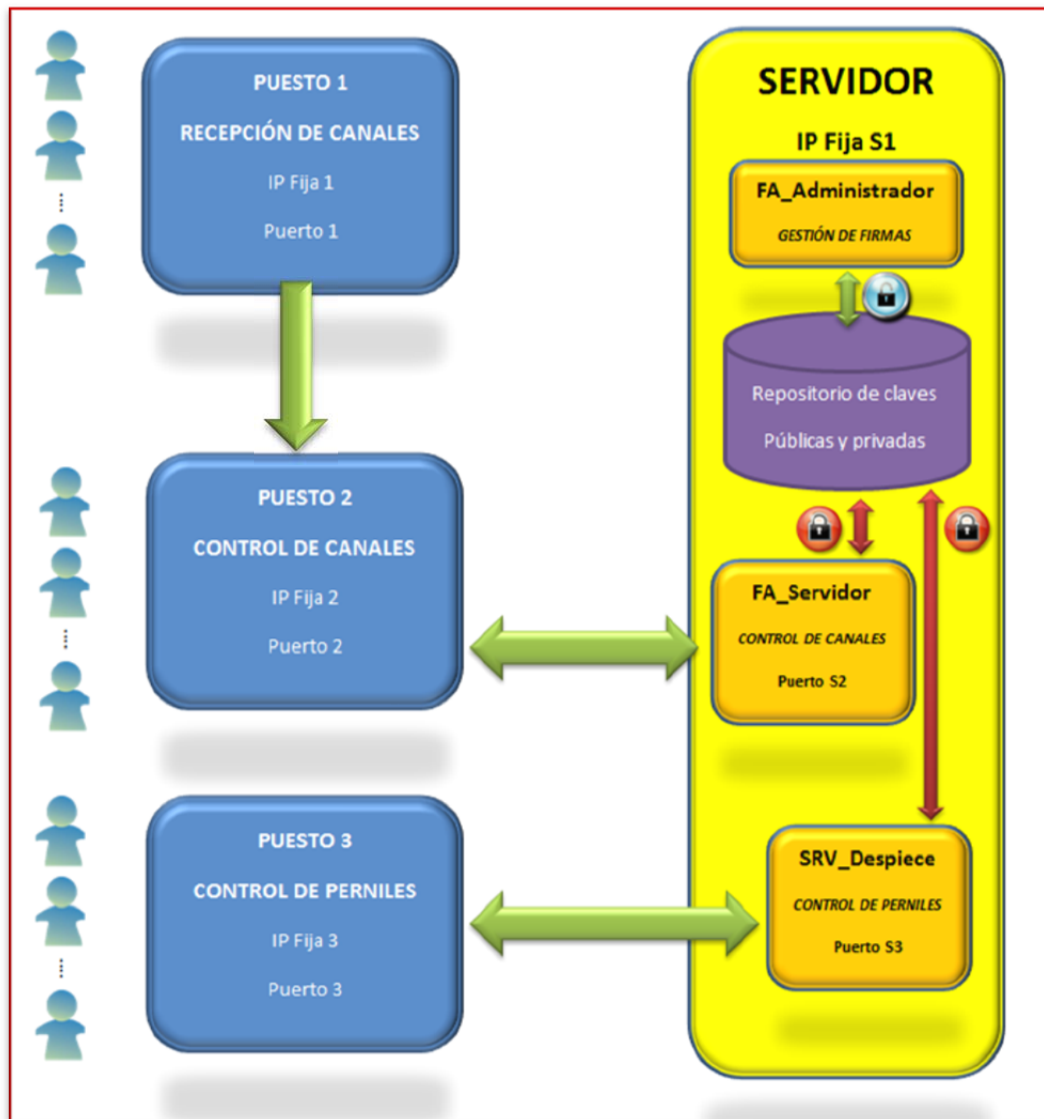 PUESTO 1
RECEPCIÓN DE CANALES
IP Fija 1
Puerto 1
PUESTO 2
CONTROL DE CANALES
IP Fija 2
Puerto 2
PUESTO 3
CONTROL DE PERNILES
IP Fija 3
Puerto 3
SERVIDOR
IP Fija S1
FA_Administrador
GESTIÓN DE FIRMAS
Repositorio de claves
Públicas y privadas
FA_Servidor
CONTROL DE CANALES
Puerto S2
SRV_Despiece
CONTROL DE PERNILES
Puerto S3